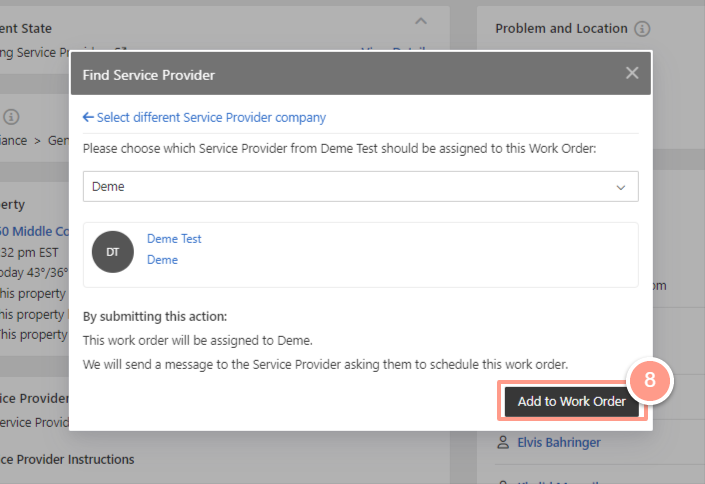 ent State
Problem and Location
ng Service Provider
View Details
Find Service Provider
Select different Service Provider company
iance > Gen
Please choose which Service Provider from Deme Test should be assigned to this Work Order:
Deme
erty
50 Middle Co
:32 pm EST
oday 43°/36°
his property
his property
his property
DT
Deme Test
Deme
om
By submitting this action:
This work order will be assigned to Deme.
We will send a message to the Service Provider asking them to schedule this work order.
8
Add to Work Order
ice Provider
ervice Provid
Elvis Bahringer
ice Provider Instructions